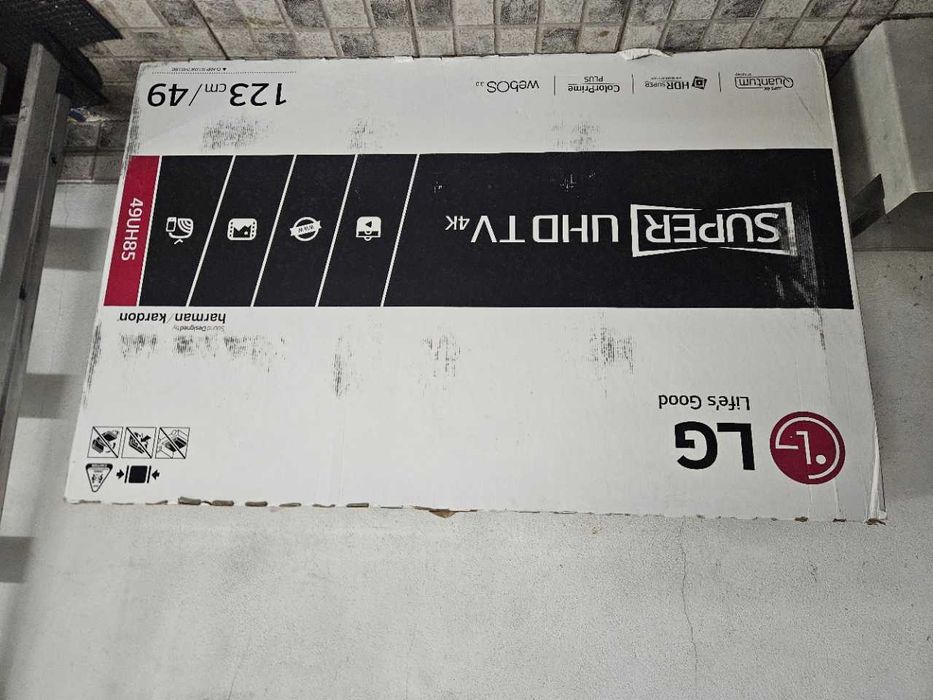 LG
Life's Good
Sound Designed by
harman/kardon
SUPER UHD TV 4K
49UH85
Quantum
HDR SUPER
ColorPrime
PLUS
webOS 3.0
123 cm / 49